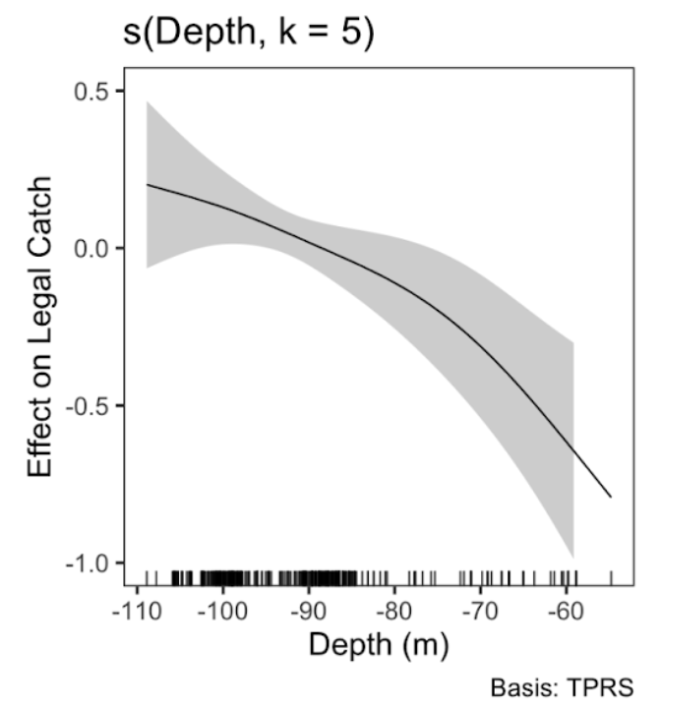 s(Depth, k = 5)
Effect on Legal Catch
0.5
0.0
-0.5
-1.0
-110 -100 -90 -80 -70 -60
Depth (m)
Basis: TPRS